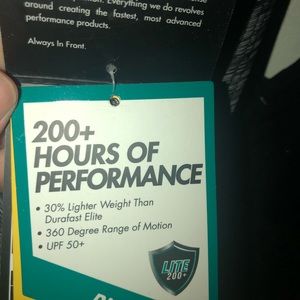 around creating the fastest, most advanced
performance products.
Always In Front.
200+
HOURS OF
PERFORMANCE
• 30% Lighter Weight Than
Durafast Elite
• 360 Degree Range of Motion
• UPF 50+
LITE
200+